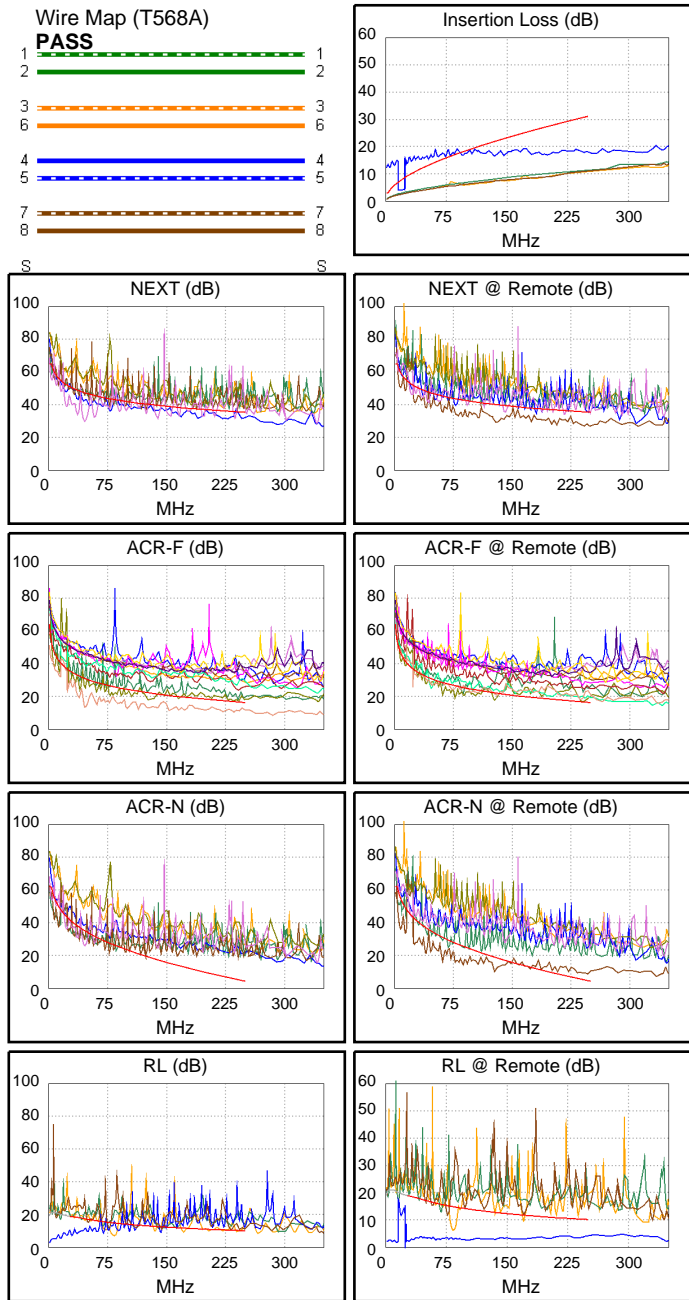 Wire Map (T568A)
PASS
1 1
2 2
3 3
6 6
4 4
5 5
7 7
8 8
S S
Insertion Loss (dB)
60
50
40
30
20
10
0
0 75 150 225 300
MHz
NEXT (dB)
100
80
60
40
20
0
0 75 150 225 300
MHz
NEXT @ Remote (dB)
100
80
60
40
20
0
0 75 150 225 300
MHz
ACR-F (dB)
100
80
60
40
20
0
0 75 150 225 300
MHz
ACR-F @ Remote (dB)
100
80
60
40
20
0
0 75 150 225 300
MHz
ACR-N (dB)
100
80
60
40
20
0
0 75 150 225 300
MHz
ACR-N @ Remote (dB)
100
80
60
40
20
0
0 75 150 225 300
MHz
RL (dB)
100
80
60
40
20
0
0 75 150 225 300
MHz
RL @ Remote (dB)
60
50
40
30
20
10
0
0 75 150 225 300
MHz